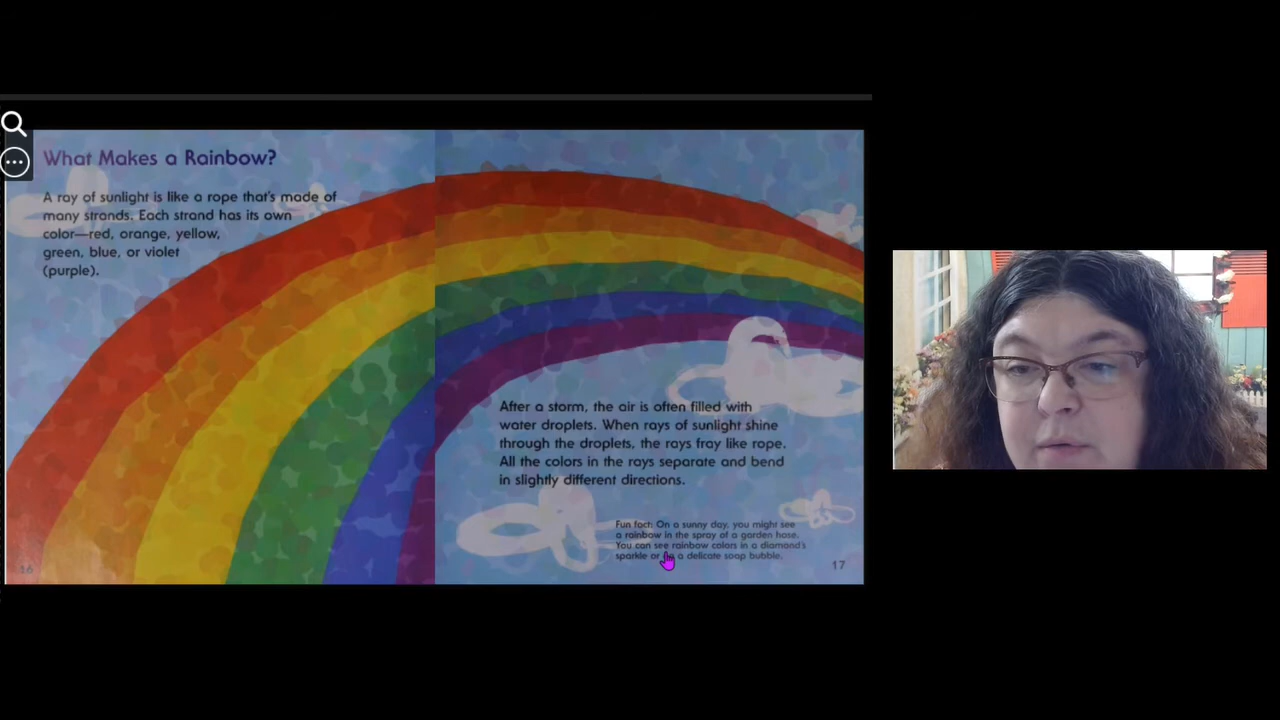 What Makes a Rainbow?
A ray of sunlight is like a rope that's made of
many strands. Each strand has its own
color—red, orange, yellow,
green, blue, or violet
(purple).
16
After a storm, the air is often filled with
water droplets. When rays of sunlight shine
through the droplets, the rays fray like rope.
All the colors in the rays separate and bend
in slightly different directions.
Fun fact: On a sunny day, you might see
a rainbow in the spray of a garden hose.
You can see rainbow colors in a diamond's
sparkle or a delicate soap bubble.
17